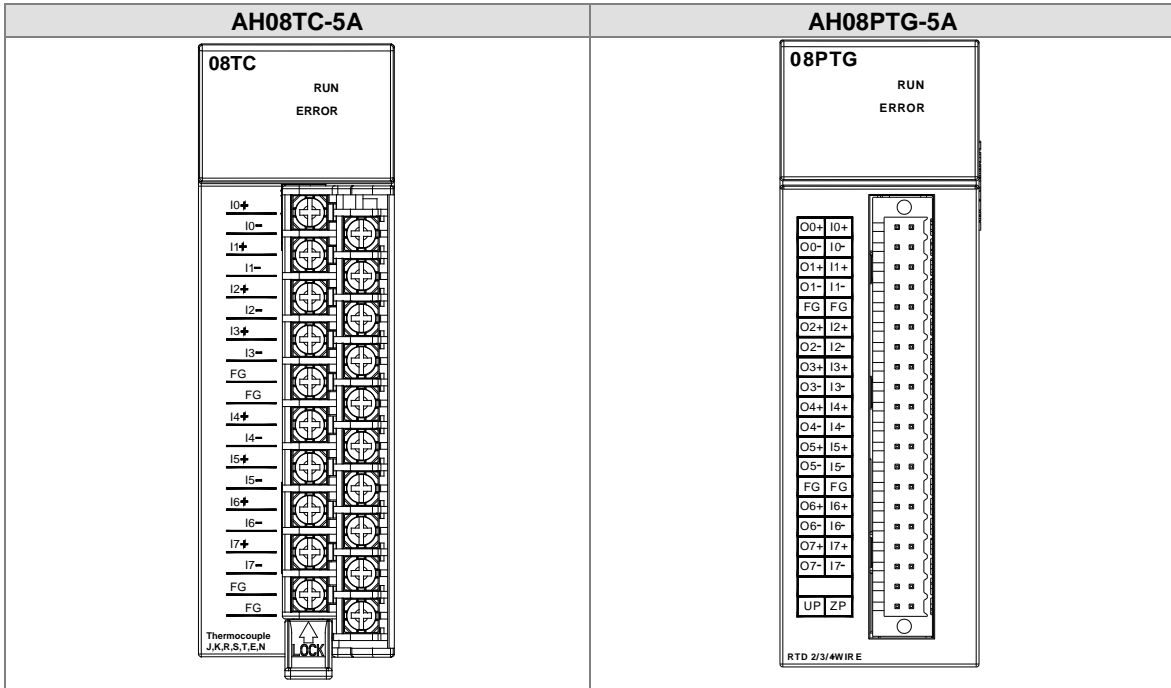 AH08TC-5A
08TC
RUN
ERROR
I0+
I0-
I1+
I1-
I2+
I2-
I3+
I3-
FG
FG
I4+
I4-
I5+
I5-
I6+
I6-
I7+
I7-
FG
FG
Thermocouple
J,K,R,S,T,E,N
LOCK
AH08PTG-5A
08PTG
RUN
ERROR
O0+ I0+
O0- I0-
O1+ I1+
O1- I1-
FG FG
O2+ I2+
O2- I2-
O3+ I3+
O3- I3-
O4+ I4+
O4- I4-
O5+ I5+
O5- I5-
FG FG
O6+ I6+
O6- I6-
O7+ I7+
O7- I7-
UP ZP
RTD 2/3/4WIRE